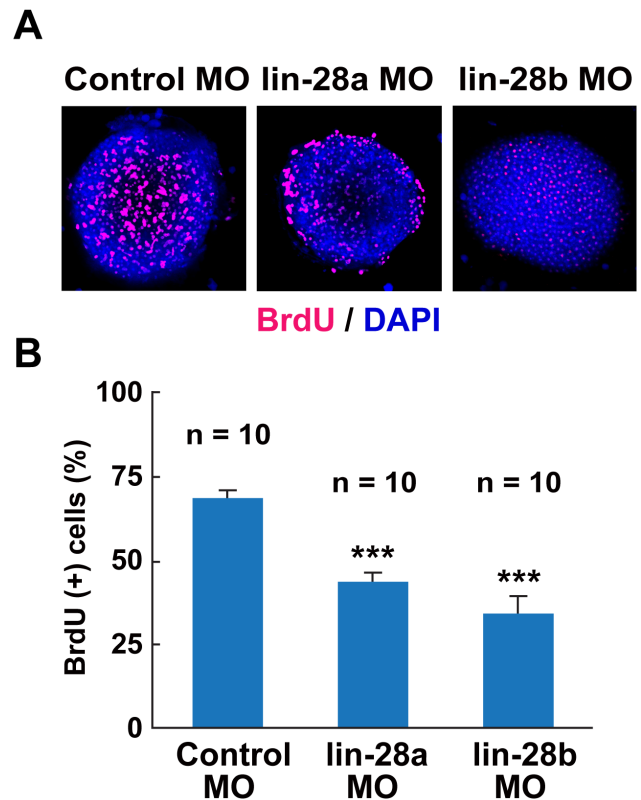 A
Control MO lin-28a MO lin-28b MO
BrdU / DAPI
B
BrdU (+) cells (%)
100
75
50
25
0
n = 10
n = 10
n = 10
***
***
Control MO
lin-28a MO
lin-28b MO